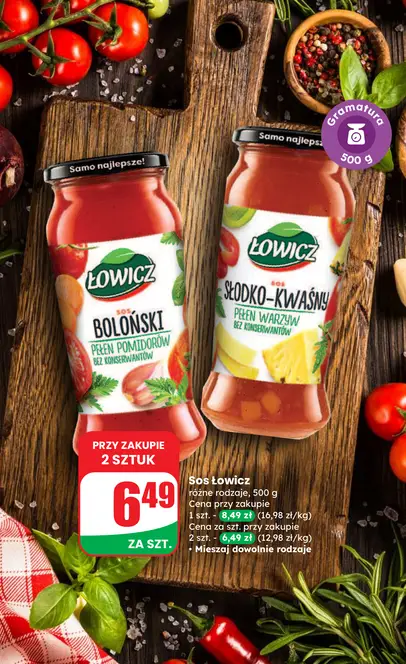 Gramatura
500 g
Samo najlepsze!
ŁOWICZ
SOS
BOLOŃSKI
PEŁEN POMIDORÓW
BEZ KONSERWANTÓW
Samo najlepsze
ŁOWICZ
SOS
SŁODKO-KWAŚNY
PEŁEN WARZYW
BEZ KONSERWANTÓW
PRZY ZAKUPIE
2 SZTUK
6 49
ZA SZT.
Sos Łowicz
różne rodzaje, 500 g
Cena przy zakupie
1 szt. - 8,49 zł (16,98 zł/kg)
Cena za szt. przy zakupie
2 szt. - 6,49 zł (12,98 zł/kg)
• Mieszaj dowolnie rodzaje